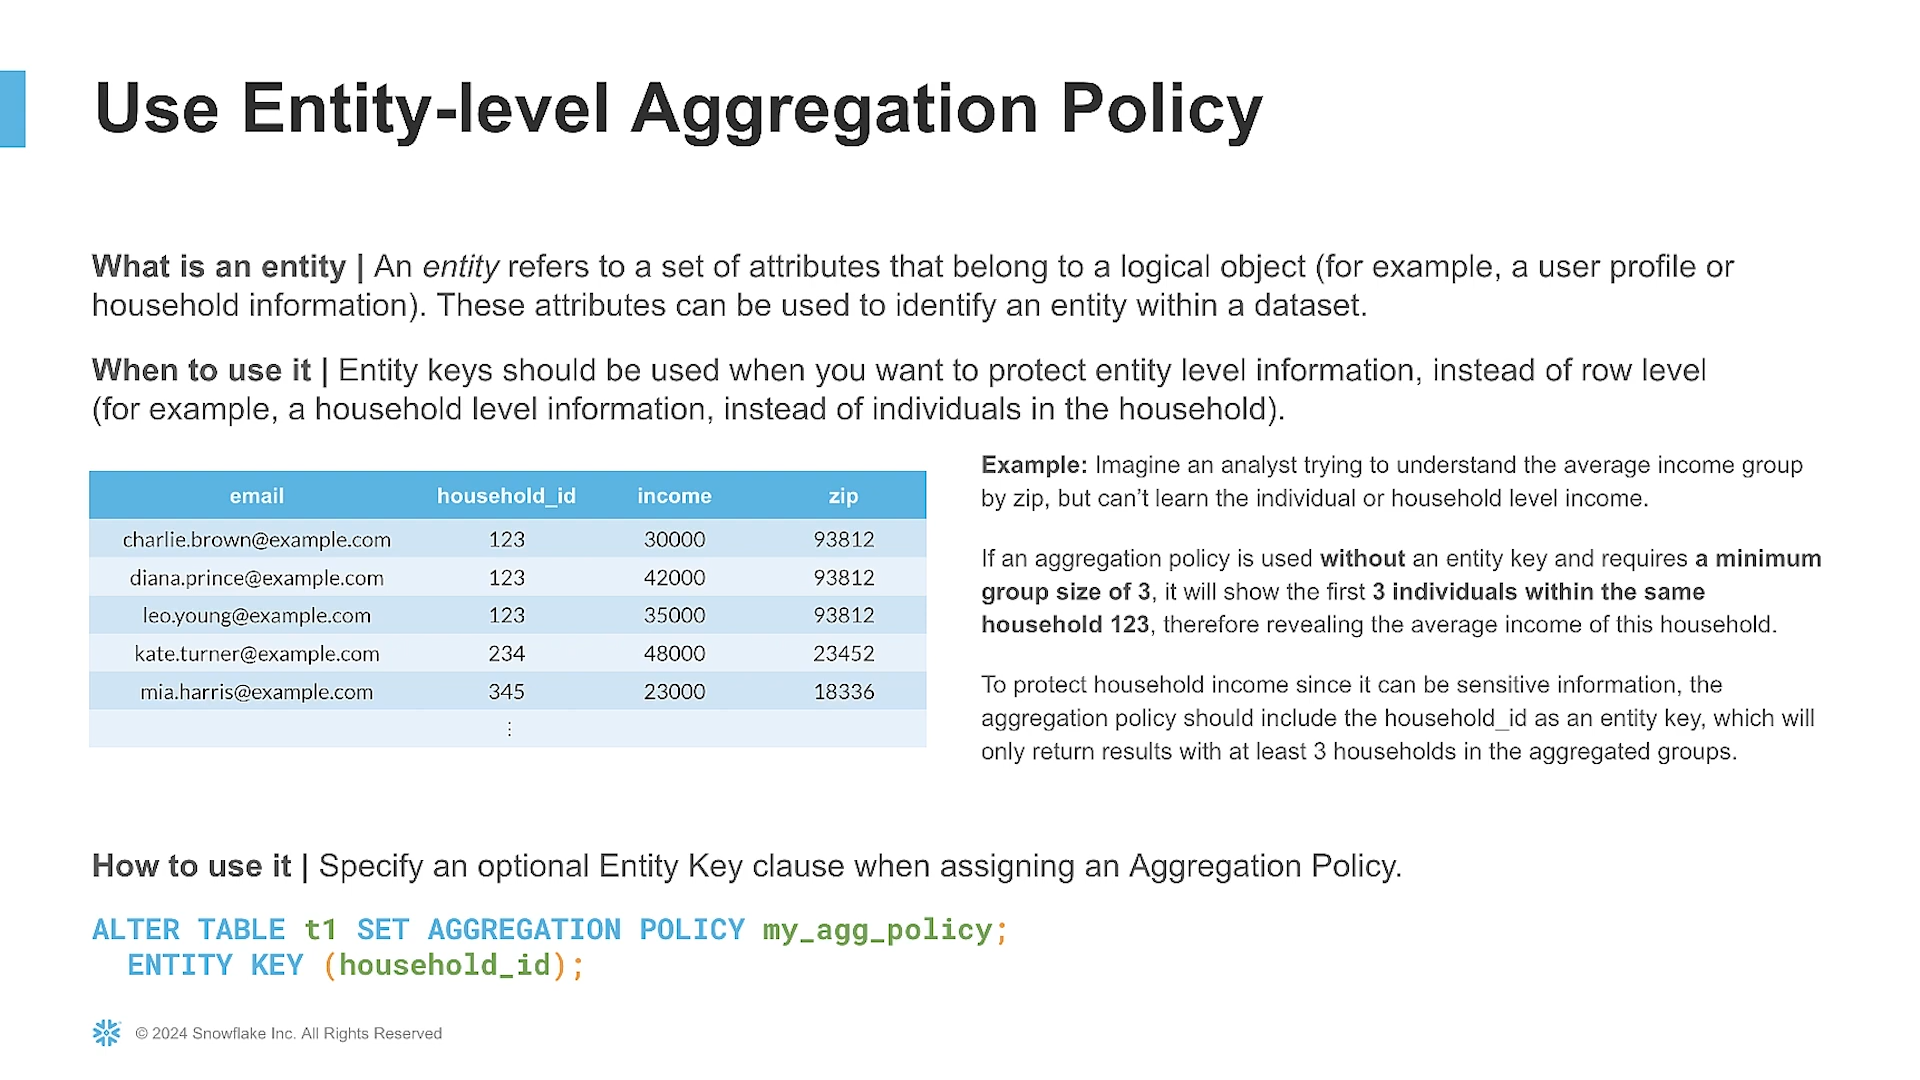 Use Entity-level Aggregation Policy
What is an entity | An entity refers to a set of attributes that belong to a logical object (for example, a user profile or
household information). These attributes can be used to identify an entity within a dataset.
When to use it | Entity keys should be used when you want to protect entity level information, instead of row level
(for example, a household level information, instead of individuals in the household).
email household_id income zip
charlie.brown@example.com 123 30000 93812
diana.prince@example.com 123 42000 93812
leo.young@example.com 123 35000 93812
kate.turner@example.com 234 48000 23452
mia.harris@example.com 345 23000 18336
⋮
Example: Imagine an analyst trying to understand the average income group
by zip, but can’t learn the individual or household level income.
If an aggregation policy is used without an entity key and requires a minimum
group size of 3, it will show the first 3 individuals within the same
household 123, therefore revealing the average income of this household.
To protect household income since it can be sensitive information, the
aggregation policy should include the household_id as an entity key, which will
only return results with at least 3 households in the aggregated groups.
How to use it | Specify an optional Entity Key clause when assigning an Aggregation Policy.
ALTER TABLE t1 SET AGGREGATION POLICY my_agg_policy;
ENTITY KEY (household_id);
© 2024 Snowflake Inc. All Rights Reserved